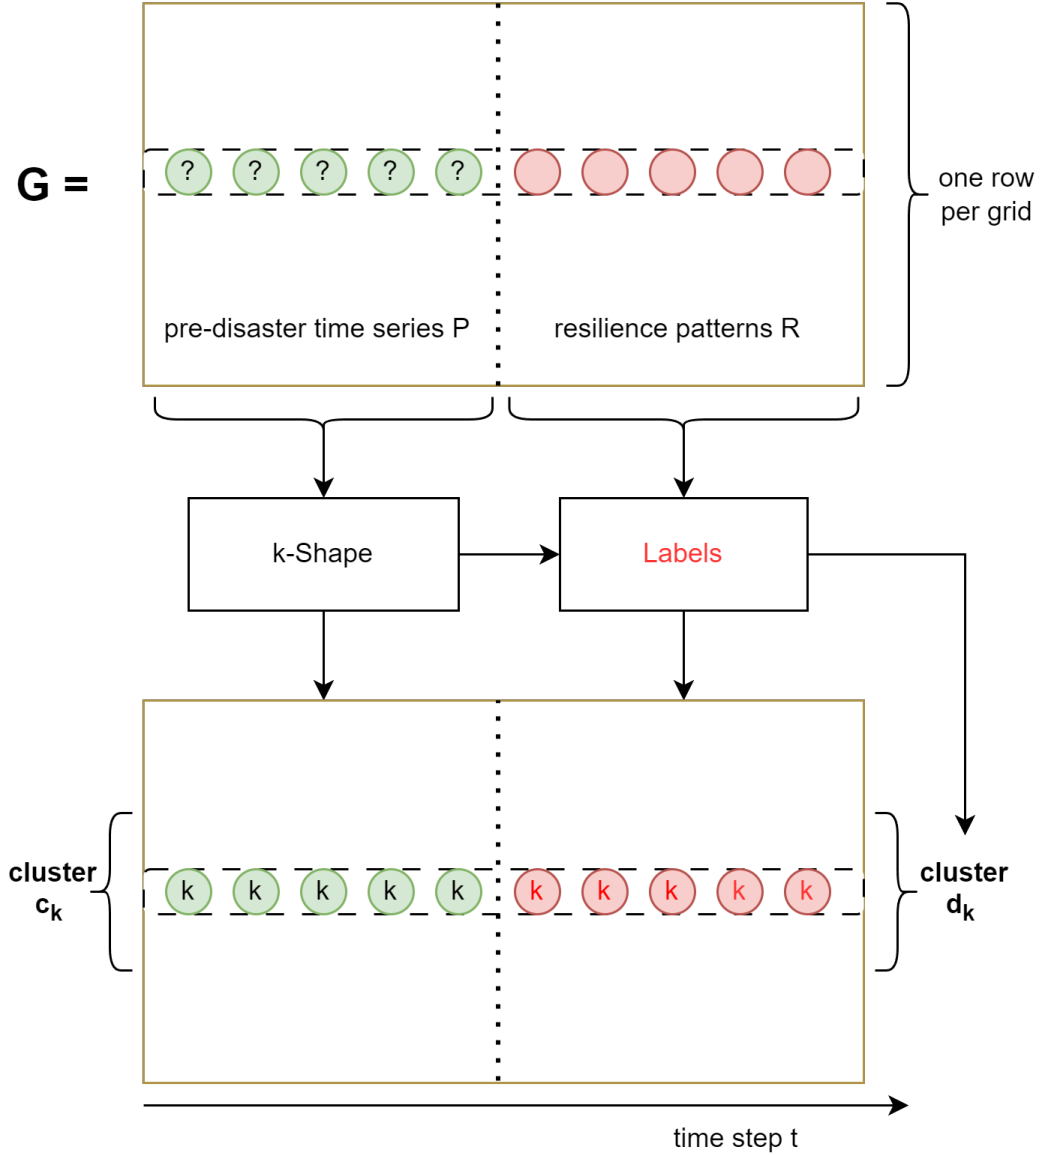 G =
? ? ? ? ?
one row
per grid
pre-disaster time series P
resilience patterns R
k-Shape
Labels
cluster
c_k
k k k k k k k k k k
cluster
d_k
time step t